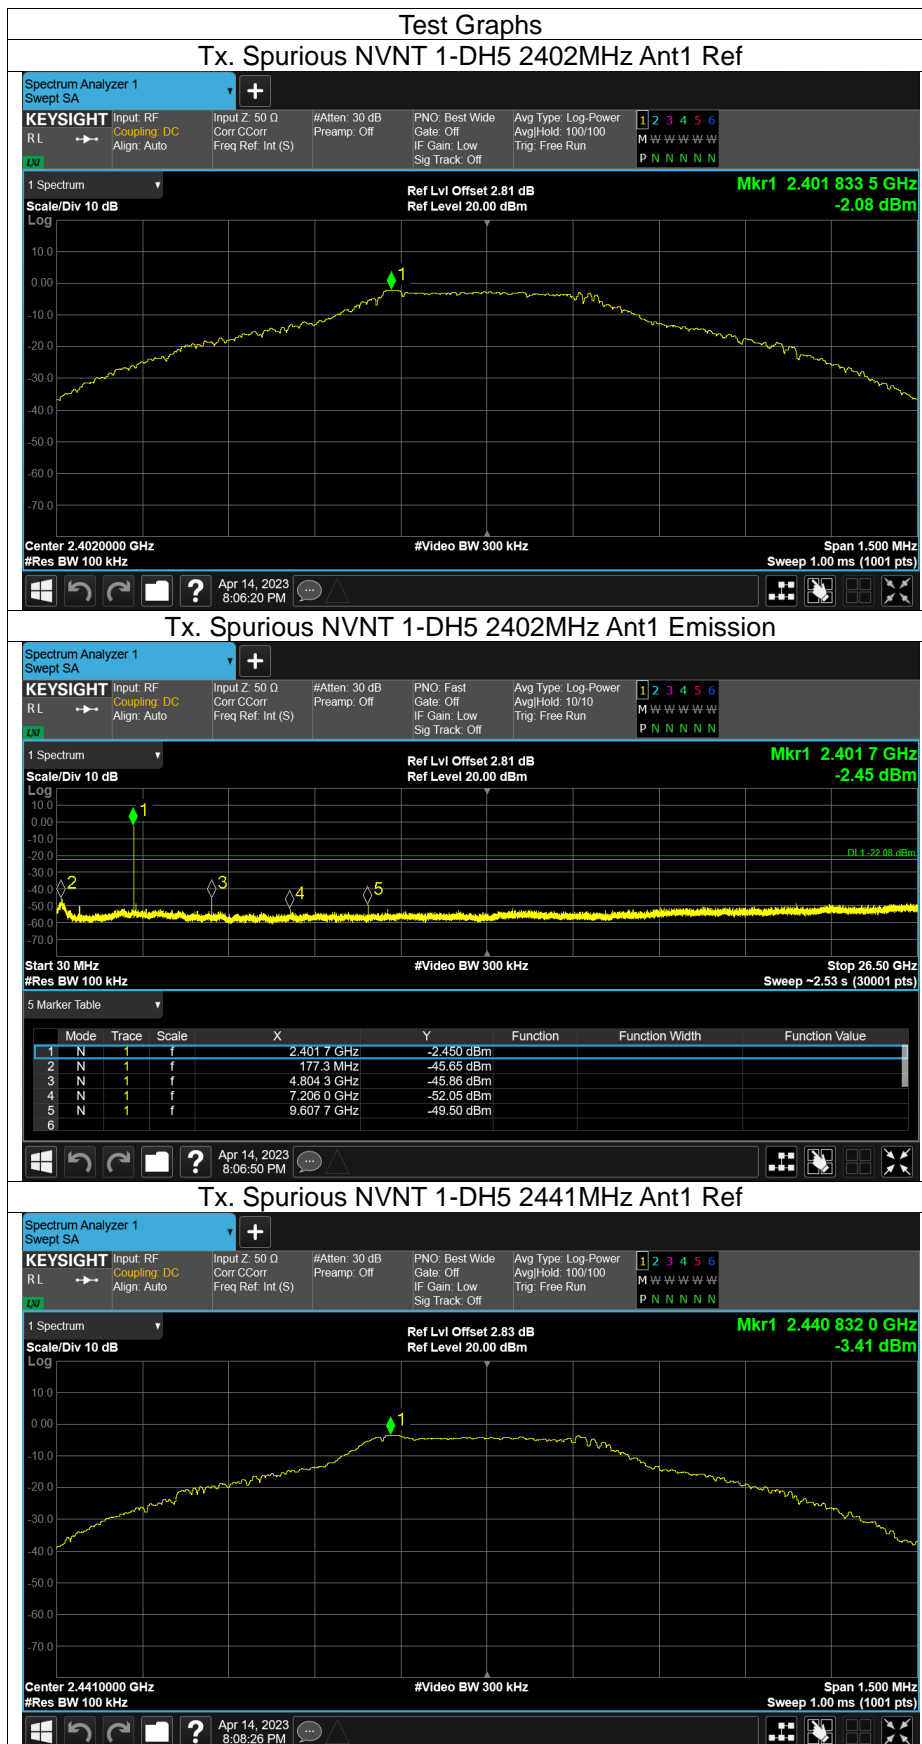 Test Graphs
Tx. Spurious NVNT 1-DH5 2402MHz Ant1 Ref
Spectrum Analyzer 1
Swept SA
+
KEYSIGHT Input: RF Input Z: 50 Ω #Atten: 30 dB PNO: Best Wide Avg Type: Log-Power 1 2 3 4 5 6
RL Coupling: DC Corr CCorr Preamp: Off Gate: Off Avg|Hold: 100/100 M W W W W W
Align: Auto Freq Ref: Int (S) IF Gain: Low Trig: Free Run
LXI Sig Track: Off P N N N N N
1 Spectrum Ref Lvl Offset 2.81 dB Mkr1 2.401 833 5 GHz
Scale/Div 10 dB Ref Level 20.00 dBm -2.08 dBm
Log
10.0
1
0.00
-10.0
-20.0
-30.0
-40.0
-50.0
-60.0
-70.0
Center 2.4020000 GHz #Video BW 300 kHz Span 1.500 MHz
#Res BW 100 kHz Sweep 1.00 ms (1001 pts)
? Apr 14, 2023
8:06:20 PM
Tx. Spurious NVNT 1-DH5 2402MHz Ant1 Emission
Spectrum Analyzer 1
Swept SA
+
KEYSIGHT Input: RF Input Z: 50 Ω #Atten: 30 dB PNO: Fast Avg Type: Log-Power 1 2 3 4 5 6
RL Coupling: DC Corr CCorr Preamp: Off Gate: Off Avg|Hold: 10/10 M W W W W W
Align: Auto Freq Ref: Int (S) IF Gain: Low Trig: Free Run
LXI Sig Track: Off P N N N N N
1 Spectrum Ref Lvl Offset 2.81 dB Mkr1 2.401 7 GHz
Scale/Div 10 dB Ref Level 20.00 dBm -2.45 dBm
Log
10.0 1
0.00
-10.0
-20.0 DL1 -22.08 dBm
-30.0
-40.0 2 3 4 5
-50.0
-60.0
-70.0
Start 30 MHz #Video BW 300 kHz Stop 26.50 GHz
#Res BW 100 kHz Sweep ~2.53 s (30001 pts)
5 Marker Table
Mode Trace Scale X Y Function Function Width Function Value
1 N 1 f 2.401 7 GHz -2.450 dBm
2 N 1 f 177.3 MHz -45.65 dBm
3 N 1 f 4.804 3 GHz -45.86 dBm
4 N 1 f 7.206 0 GHz -52.05 dBm
5 N 1 f 9.607 7 GHz -49.50 dBm
6
? Apr 14, 2023
8:06:50 PM
Tx. Spurious NVNT 1-DH5 2441MHz Ant1 Ref
Spectrum Analyzer 1
Swept SA
+
KEYSIGHT Input: RF Input Z: 50 Ω #Atten: 30 dB PNO: Best Wide Avg Type: Log-Power 1 2 3 4 5 6
RL Coupling: DC Corr CCorr Preamp: Off Gate: Off Avg|Hold: 100/100 M W W W W W
Align: Auto Freq Ref: Int (S) IF Gain: Low Trig: Free Run
LXI Sig Track: Off P N N N N N
1 Spectrum Ref Lvl Offset 2.83 dB Mkr1 2.440 832 0 GHz
Scale/Div 10 dB Ref Level 20.00 dBm -3.41 dBm
Log
10.0
1
0.00
-10.0
-20.0
-30.0
-40.0
-50.0
-60.0
-70.0
Center 2.4410000 GHz #Video BW 300 kHz Span 1.500 MHz
#Res BW 100 kHz Sweep 1.00 ms (1001 pts)
? Apr 14, 2023
8:08:26 PM